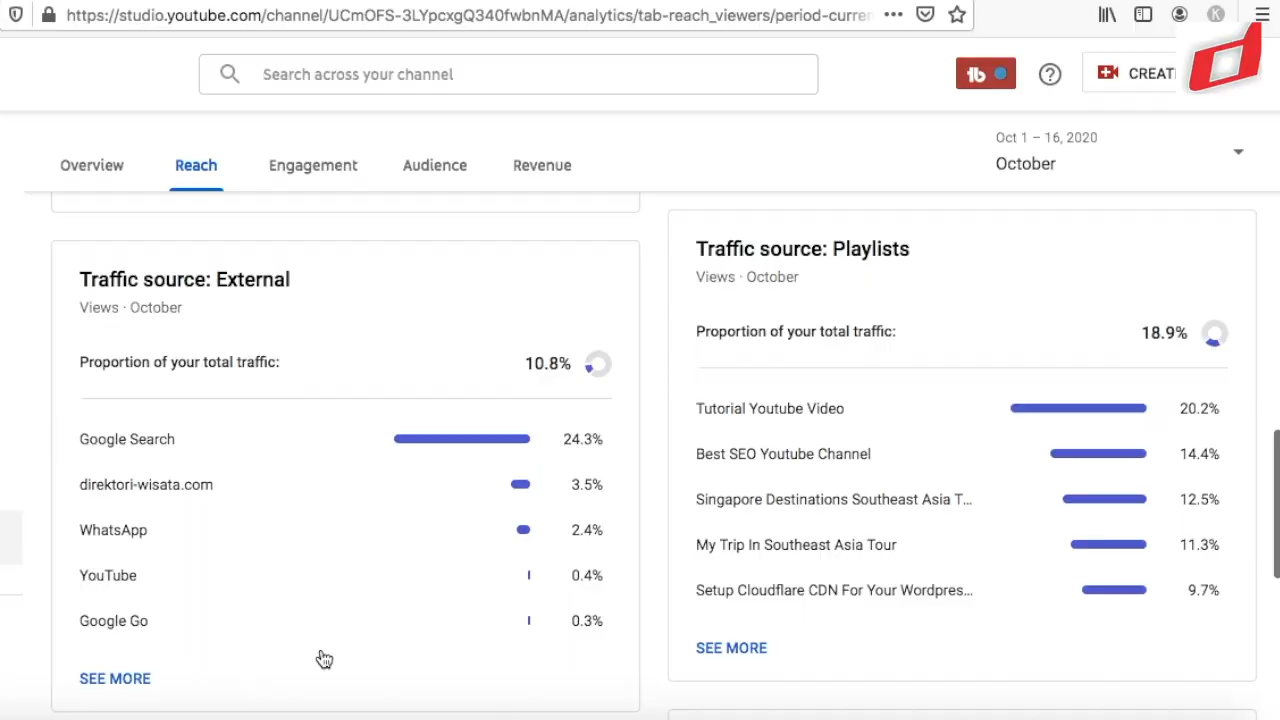 https://studio.youtube.com/channel/UCmOFS-3LYpcxgQ340fwbnMA/analytics/tab-reach_viewers/period-curre
K
Search across your channel
tb
CREAT
Overview
Reach
Engagement
Audience
Revenue
Oct 1 – 16, 2020
October
Traffic source: External
Views · October
Proportion of your total traffic:
10.8%
Google Search
24.3%
direktori-wisata.com
3.5%
WhatsApp
2.4%
YouTube
0.4%
Google Go
0.3%
SEE MORE
Traffic source: Playlists
Views · October
Proportion of your total traffic:
18.9%
Tutorial Youtube Video
20.2%
Best SEO Youtube Channel
14.4%
Singapore Destinations Southeast Asia T...
12.5%
My Trip In Southeast Asia Tour
11.3%
Setup Cloudflare CDN For Your Wordpres...
9.7%
SEE MORE